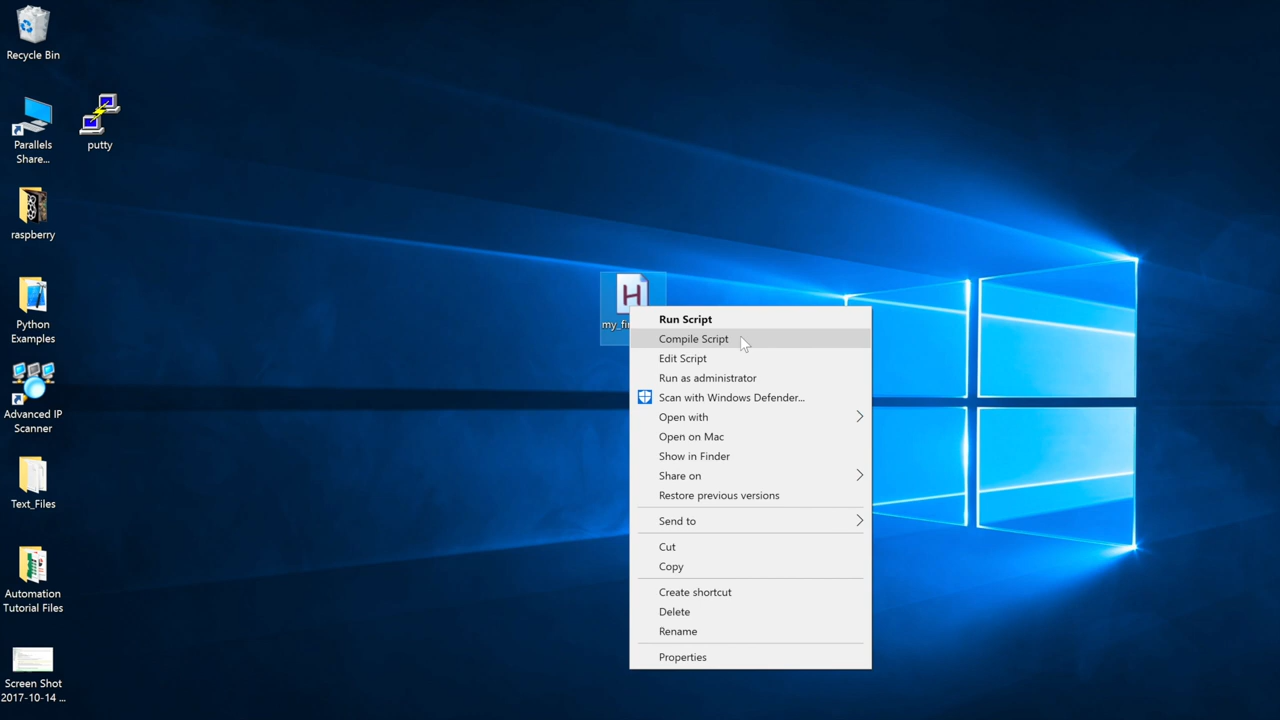 Recycle Bin
Parallels
Share...
putty
raspberry
Python
Examples
Advanced IP
Scanner
Text_Files
Automation
Tutorial Files
Screen Shot
2017-10-14 ...
H
my_fi
Run Script
Compile Script
Edit Script
Run as administrator
Scan with Windows Defender...
Open with
Open on Mac
Show in Finder
Share on
Restore previous versions
Send to
Cut
Copy
Create shortcut
Delete
Rename
Properties